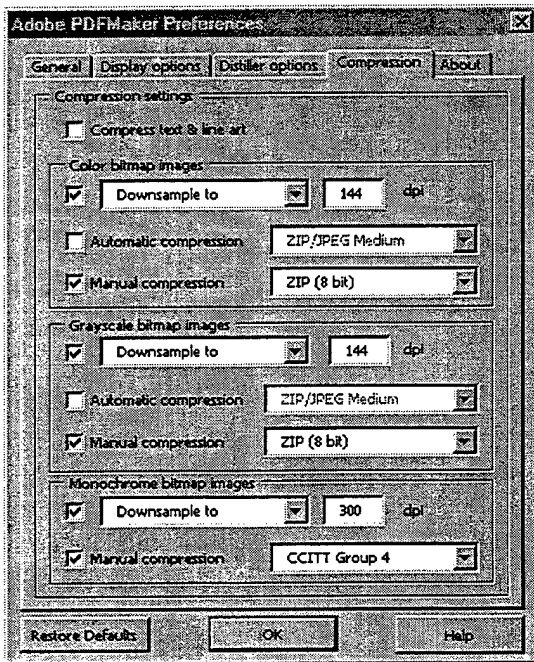 Adobe PDFMaker Preferences
General Display options Distiller options Compression About
Compression settings
Compress text & line art
Color bitmap images
Downsample to 144 dpi
Automatic compression ZIP/JPEG Medium
Manual compression ZIP (8 bit)
Grayscale bitmap images
Downsample to 144 dpi
Automatic compression ZIP/JPEG Medium
Manual compression ZIP (8 bit)
Monochrome bitmap images
Downsample to 300 dpi
Manual compression CCITT Group 4
Restore Defaults OK Help